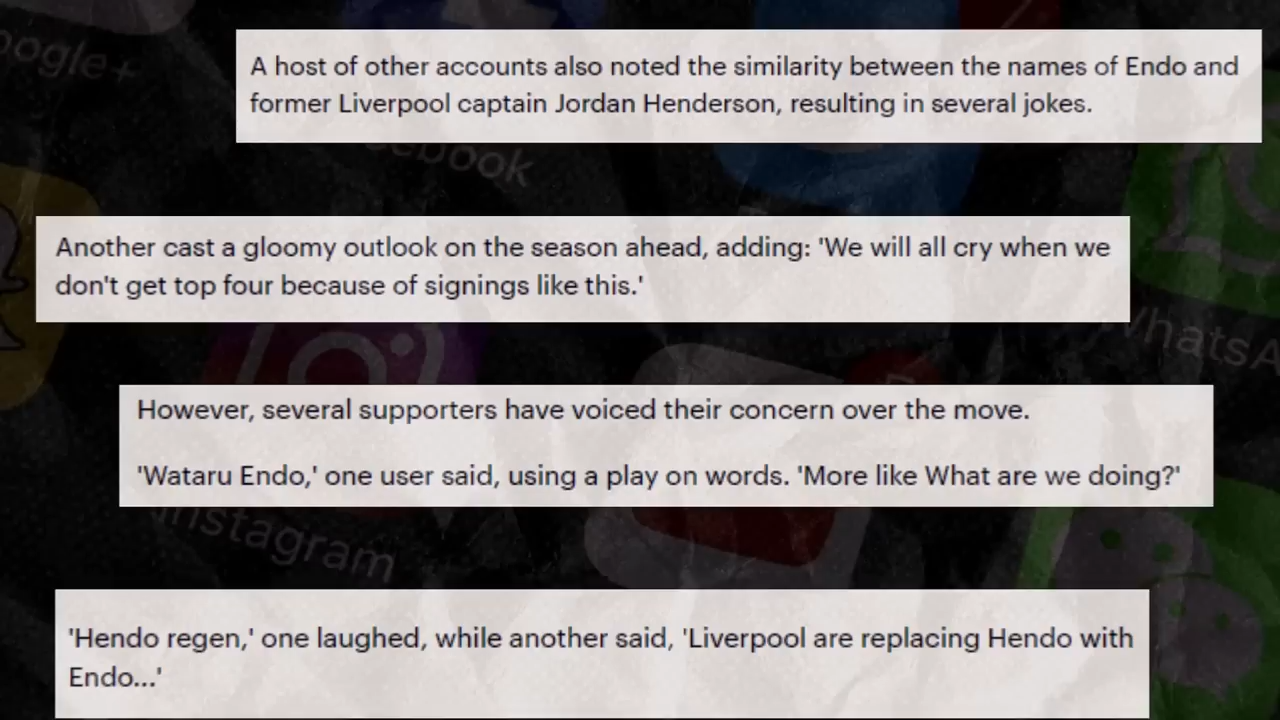 oogle+
A host of other accounts also noted the similarity between the names of Endo and
former Liverpool captain Jordan Henderson, resulting in several jokes.
cebook
Another cast a gloomy outlook on the season ahead, adding: 'We will all cry when we
don't get top four because of signings like this.'
WhatsA
However, several supporters have voiced their concern over the move.
'Wataru Endo,' one user said, using a play on words. 'More like What are we doing?'
Instagram
'Hendo regen,' one laughed, while another said, 'Liverpool are replacing Hendo with
Endo...'